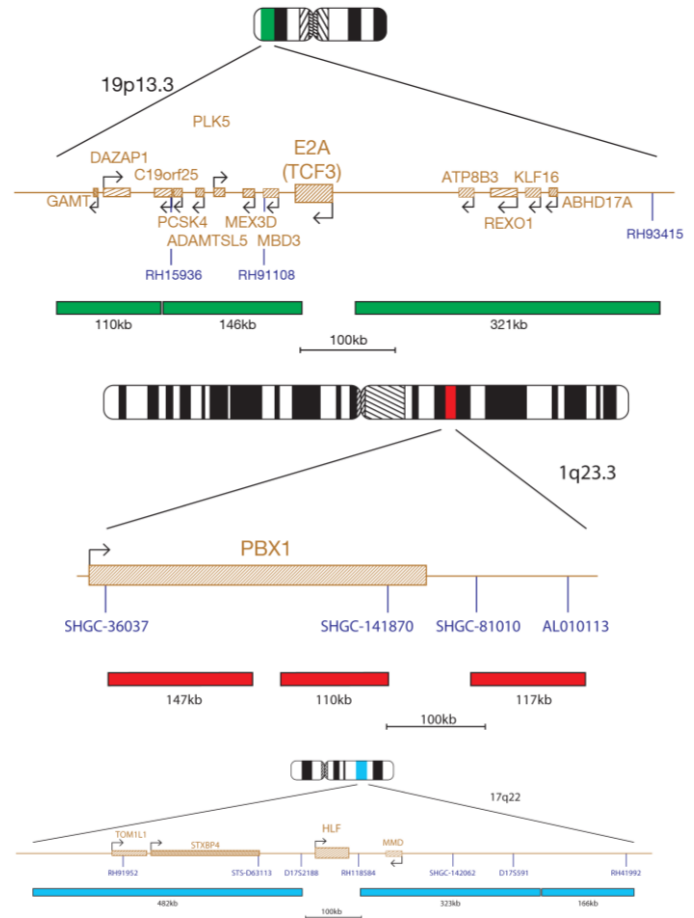 19p13.3
PLK5
DAZAP1
E2A
(TCF3)
C19orf25
ATP8B3 KLF16
GAMT
ABHD17A
PCSK4
MEX3D
REXO1
ADAMTSL5 MBD3
RH93415
RH15936
RH91108
110kb
146kb
321kb
100kb
1q23.3
PBX1
SHGC-36037
SHGC-141870
SHGC-81010
AL010113
147kb
110kb
117kb
100kb
17q22
TOM1L1
STXBP4
HLF
MMD
RH91952
STS-D63113
D17S2188
RH118584
SHGC-142062
D17S591
RH41992
482kb
323kb
166kb
100kb